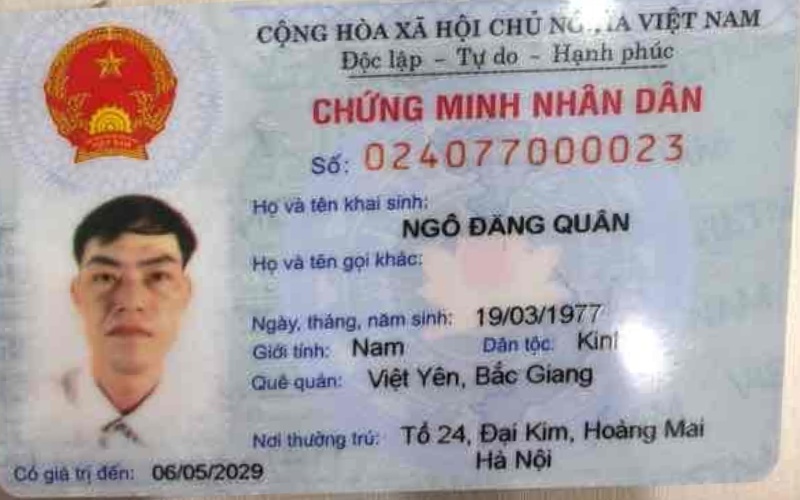 CỘNG HÒA XÃ HỘI CHỦ NGHĨA VIỆT NAM
Độc lập - Tự do - Hạnh phúc
CHỨNG MINH NHÂN DÂN
Số: 024077000023
Họ và tên khai sinh:
NGÔ ĐĂNG QUÂN
Họ và tên gọi khác:
Ngày, tháng, năm sinh: 19/03/1977
Giới tính: Nam Dân tộc: Kinh
Quê quán: Việt Yên, Bắc Giang
Nơi thường trú: Tổ 24, Đại Kim, Hoàng Mai
Hà Nội
Có giá trị đến: 06/05/2029